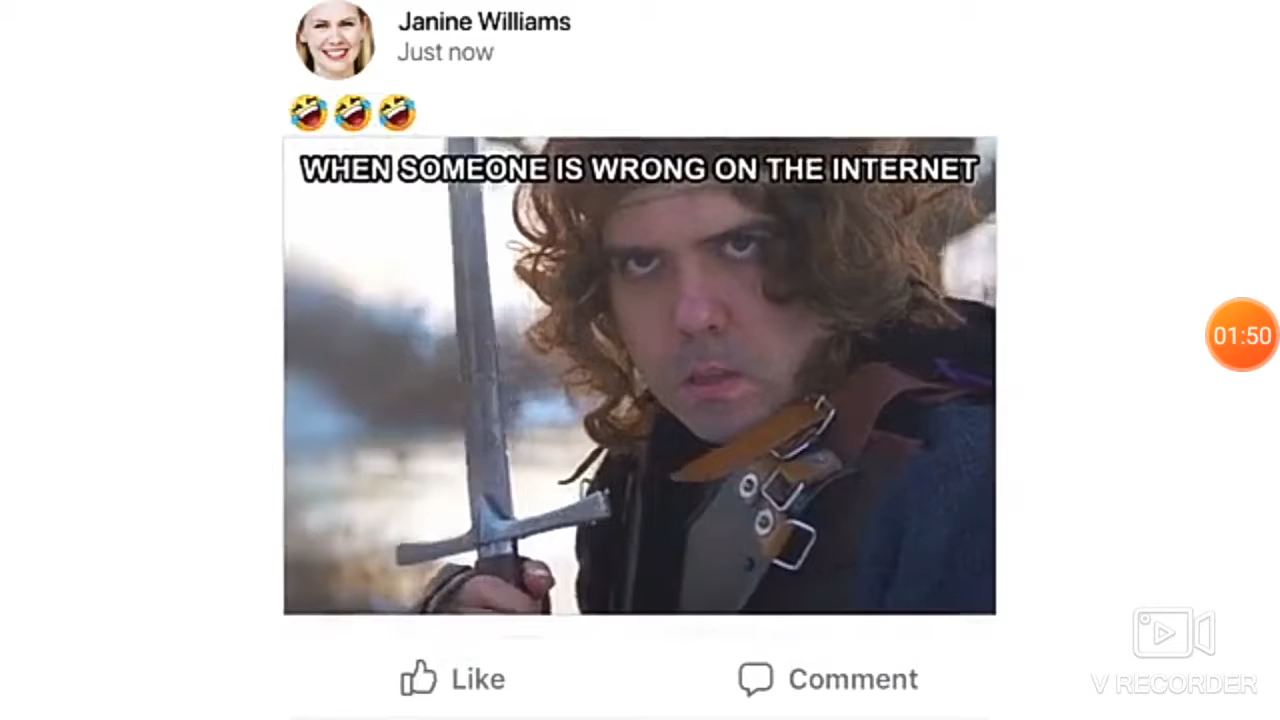 Janine Williams
Just now
🤣🤣🤣
WHEN SOMEONE IS WRONG ON THE INTERNET
01:50
Like
Comment
V RECORDER